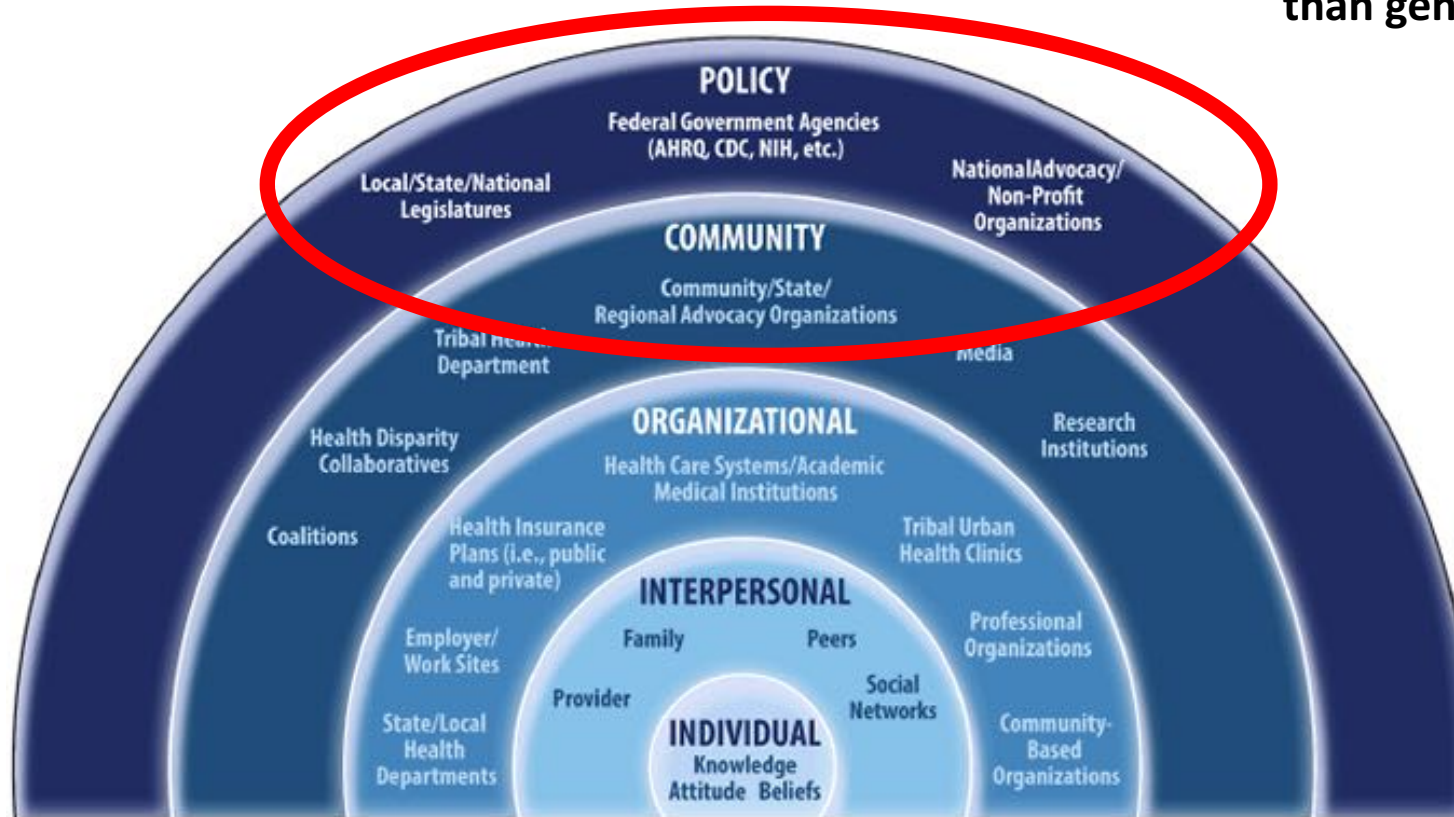 than gen
POLICY
Federal Government Agencies
(AHRQ, CDC, NIH, etc.)
Local/State/National
Legislatures
NationalAdvocacy/
Non-Profit
Organizations
COMMUNITY
Community/State/
Regional Advocacy Organizations
Tribal Health
Department
Media
Health Disparity
Collaboratives
Research
Institutions
Coalitions
ORGANIZATIONAL
Health Care Systems/Academic
Medical Institutions
Health Insurance
Plans (i.e., public
and private)
Tribal Urban
Health Clinics
Employer/
Work Sites
Professional
Organizations
State/Local
Health
Departments
Community-
Based
Organizations
INTERPERSONAL
Family
Peers
Provider
Social
Networks
INDIVIDUAL
Knowledge
Attitude Beliefs